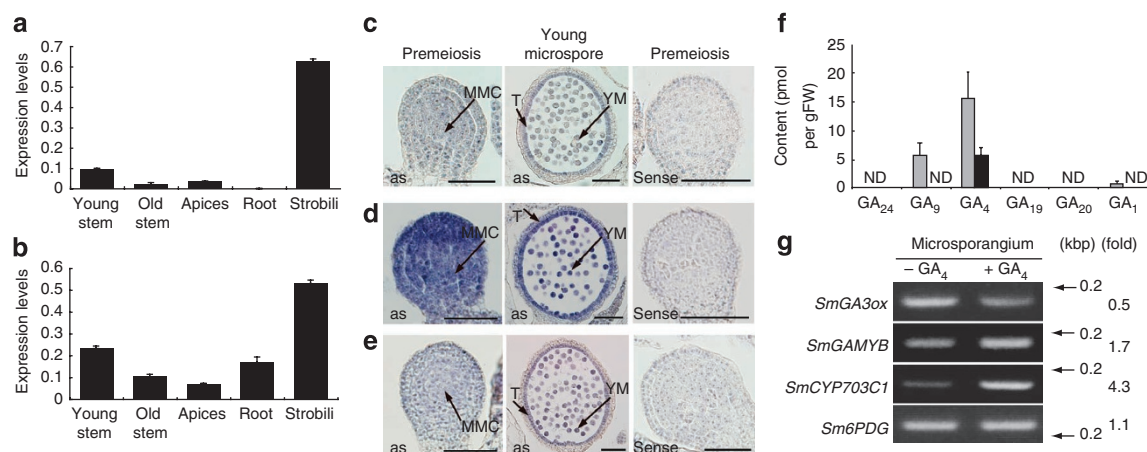 a
Expression levels
0.7
0.6
0.5
0.4
0.3
0.2
0.1
0
Young stem
Old stem
Apices
Root
Strobili
b
Expression levels
0.6
0.5
0.4
0.3
0.2
0.1
0
Young stem
Old stem
Apices
Root
Strobili
c
Premeiosis
Young microspore
Premeiosis
MMC
as
T
YM
as
Sense
d
MMC
as
T
YM
as
Sense
e
MMC
as
T
YM
as
Sense
f
Content (pmol per gFW)
25
20
15
10
5
0
ND
ND
ND
ND
ND
GA24
GA9
GA4
GA19
GA20
GA1
g
Microsporangium
(kbp) (fold)
– GA4
+ GA4
SmGA3ox
0.2
0.5
SmGAMYB
0.2
1.7
SmCYP703C1
0.2
4.3
Sm6PDG
0.2
1.1